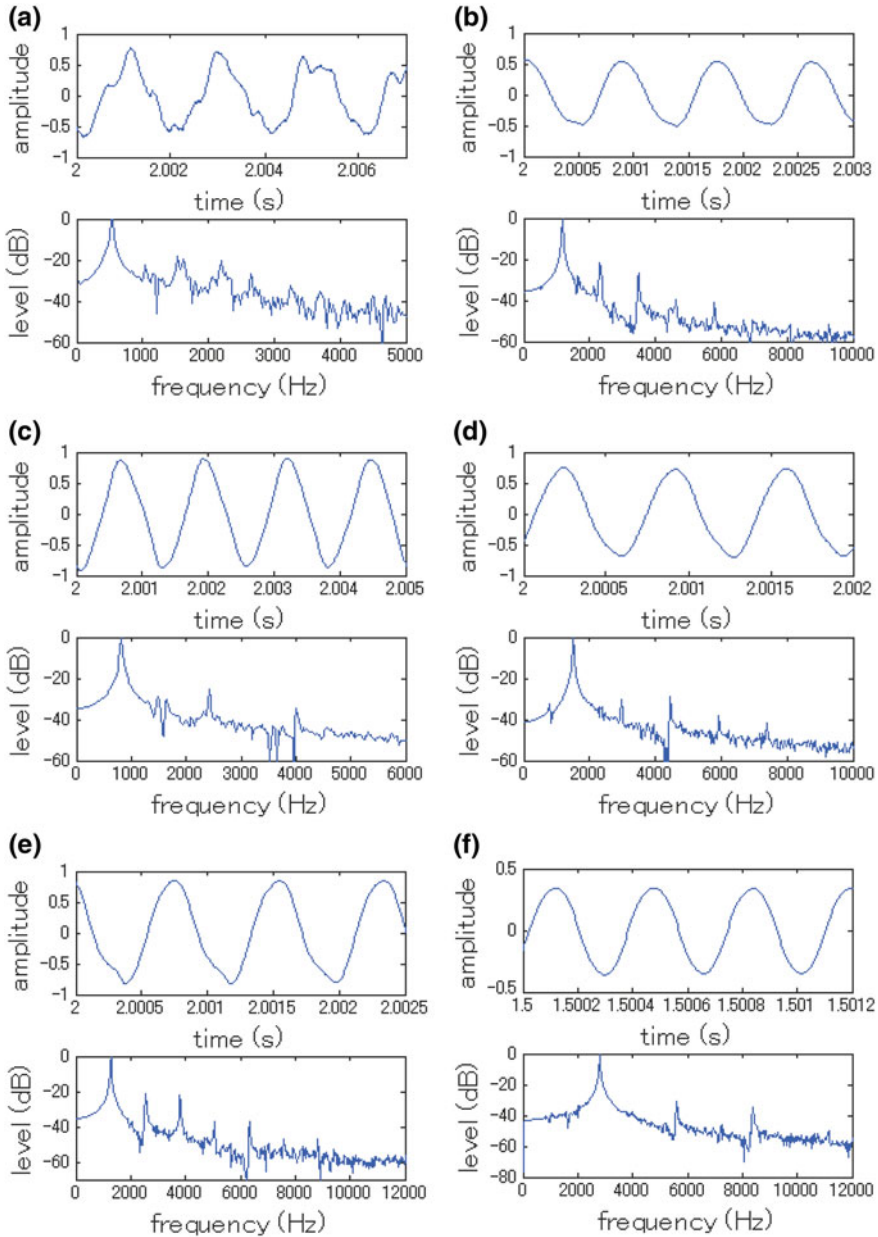 (a)
amplitude
1
0.5
0
−0.5
−1
2 2.002 2.004 2.006
time (s)
level (dB)
0
−20
−40
−60
0 1000 2000 3000 4000 5000
frequency (Hz)
(b)
amplitude
1
0.5
0
−0.5
−1
2 2.0005 2.001 2.0015 2.002 2.0025 2.003
time (s)
level (dB)
0
−20
−40
−60
0 2000 4000 6000 8000 10000
frequency (Hz)
(c)
amplitude
1
0.5
0
−0.5
−1
2 2.001 2.002 2.003 2.004 2.005
time (s)
level (dB)
0
−20
−40
−60
0 1000 2000 3000 4000 5000 6000
frequency (Hz)
(d)
amplitude
1
0.5
0
−0.5
−1
2 2.0005 2.001 2.0015 2.002
time (s)
level (dB)
0
−20
−40
−60
0 2000 4000 6000 8000 10000
frequency (Hz)
(e)
amplitude
1
0.5
0
−0.5
−1
2 2.0005 2.001 2.0015 2.002 2.0025
time (s)
level (dB)
0
−20
−40
−60
0 2000 4000 6000 8000 10000 12000
frequency (Hz)
(f)
amplitude
0.5
0
−0.5
1.5 1.5002 1.5004 1.5006 1.5008 1.501 1.5012
time (s)
level (dB)
0
−20
−40
−60
−80
0 2000 4000 6000 8000 10000 12000
frequency (Hz)